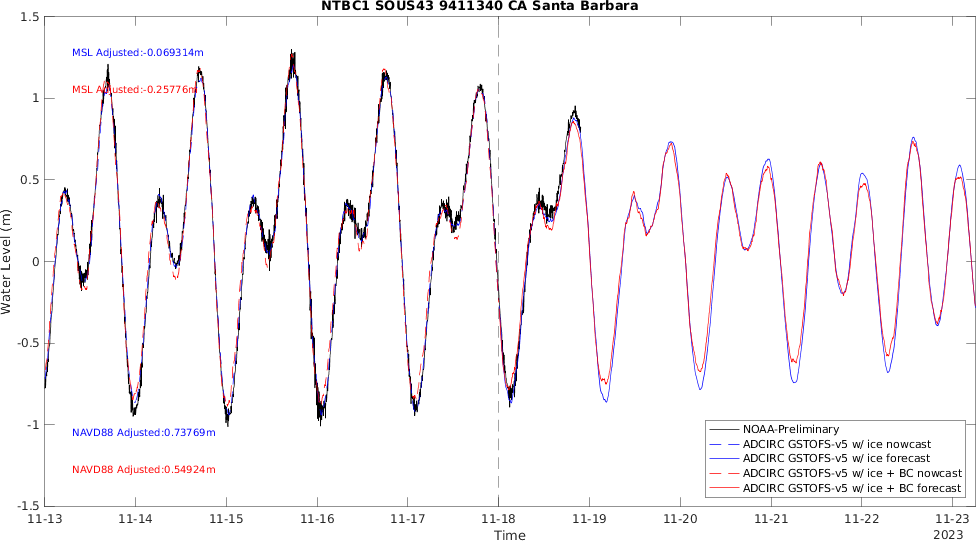 NTBC1 SOUS43 9411340 CA Santa Barbara
1.5
1
0.5
0
-0.5
-1
-1.5
Water Level (m)
MSL Adjusted:-0.069314m
MSL Adjusted:-0.25776m
NAVD88 Adjusted:0.73769m
NAVD88 Adjusted:0.54924m
NOAA-Preliminary
ADCIRC GSTOFS-v5 w/ ice nowcast
ADCIRC GSTOFS-v5 w/ ice forecast
ADCIRC GSTOFS-v5 w/ ice + BC nowcast
ADCIRC GSTOFS-v5 w/ ice + BC forecast
11-13 11-14 11-15 11-16 11-17 11-18 11-19 11-20 11-21 11-22 11-23
Time 2023